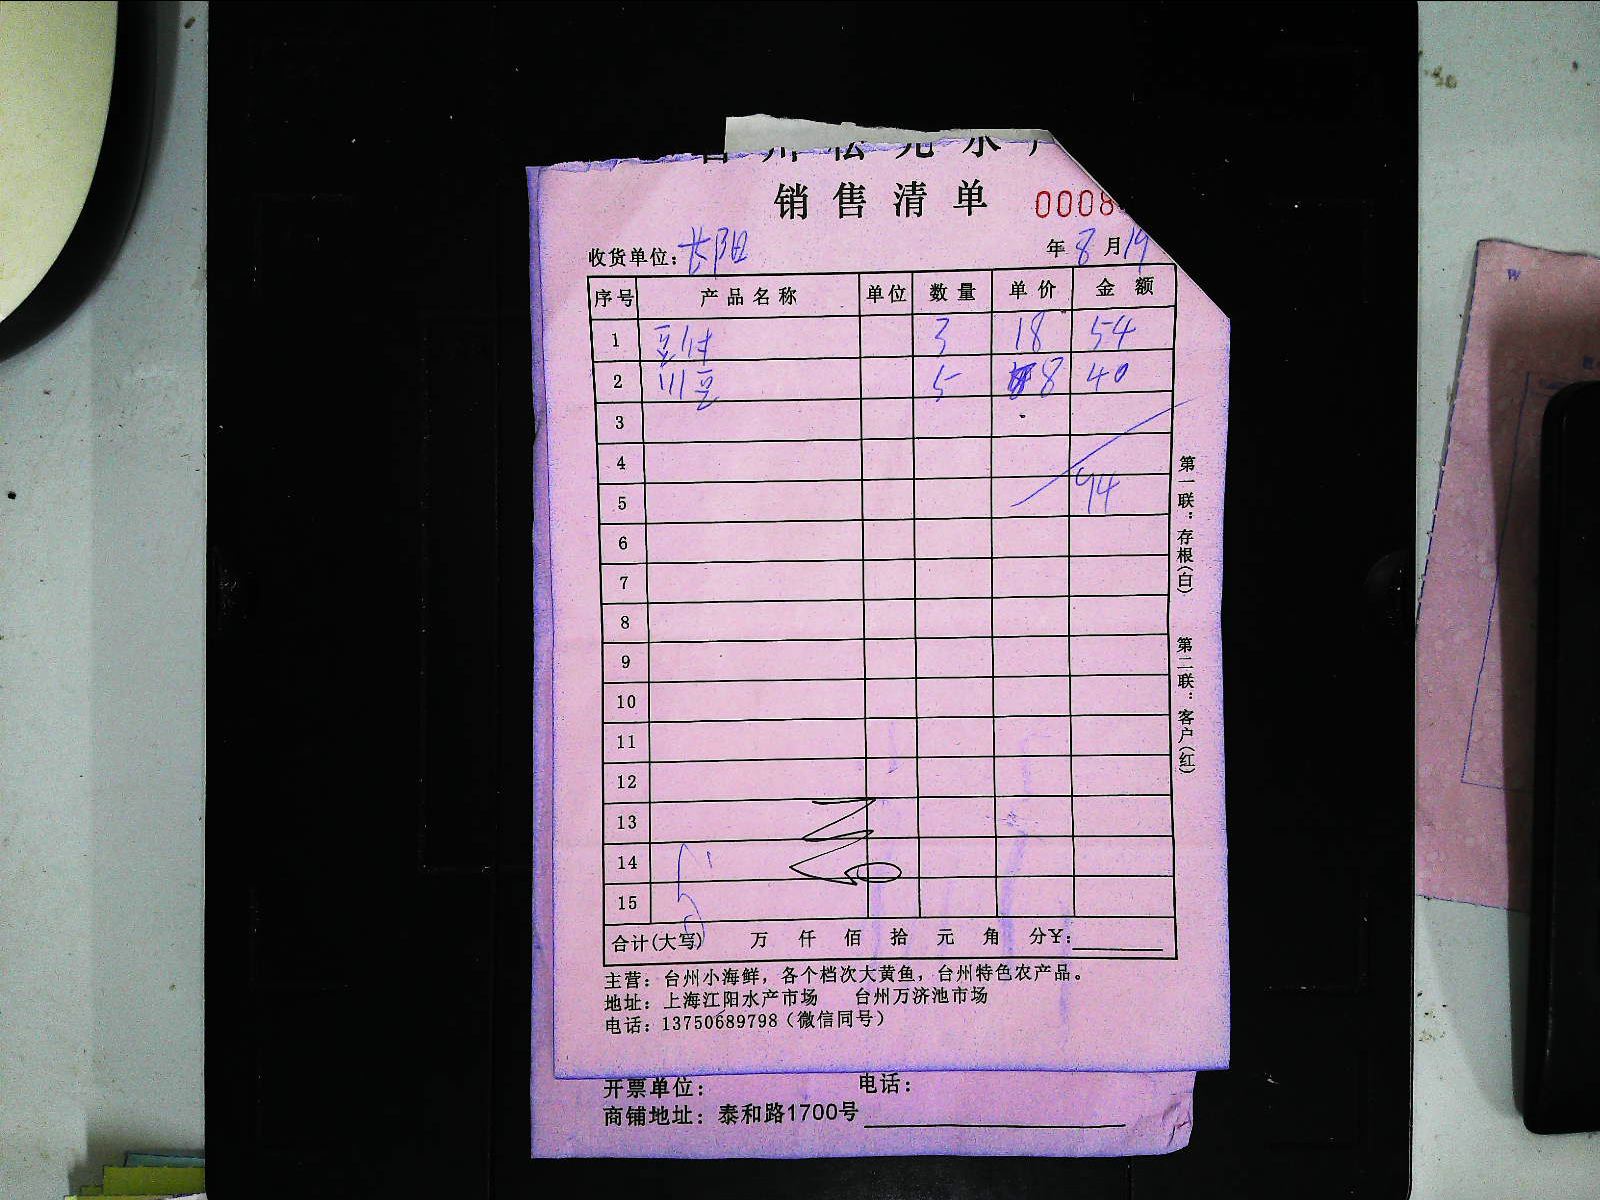 销售清单 0008
收货单位：长阳 年 8 月 19
序号 产品名称 单位 数量 单价 金额
1 豆付 3 18 54
2 川豆 5 8 40
3
4
5 94
6
7
8
9
10
11
12
13
14
15
合计(大写) 万 仟 佰 拾 元 角 分¥:
主营：台州小海鲜，各个档次大黄鱼，台州特色农产品。
地址：上海江阳水产市场 台州万济池市场
电话：13750689798（微信同号）
第一联：存根(白) 第二联：客户(红)
开票单位： 电话：
商铺地址：泰和路1700号